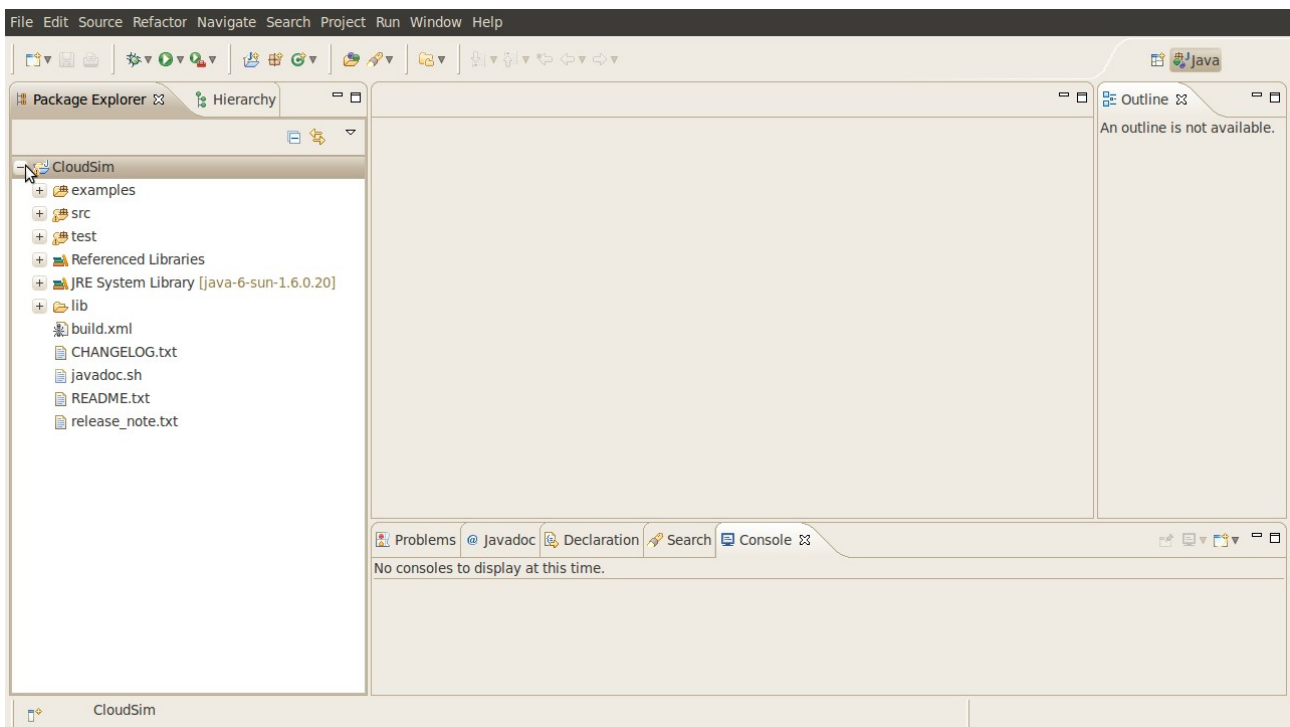 File Edit Source Refactor Navigate Search Project Run Window Help
Java
Package Explorer
Hierarchy
Outline
An outline is not available.
CloudSim
examples
src
test
Referenced Libraries
JRE System Library [java-6-sun-1.6.0.20]
lib
build.xml
CHANGELOG.txt
javadoc.sh
README.txt
release_note.txt
Problems @ Javadoc Declaration Search Console
No consoles to display at this time.
CloudSim